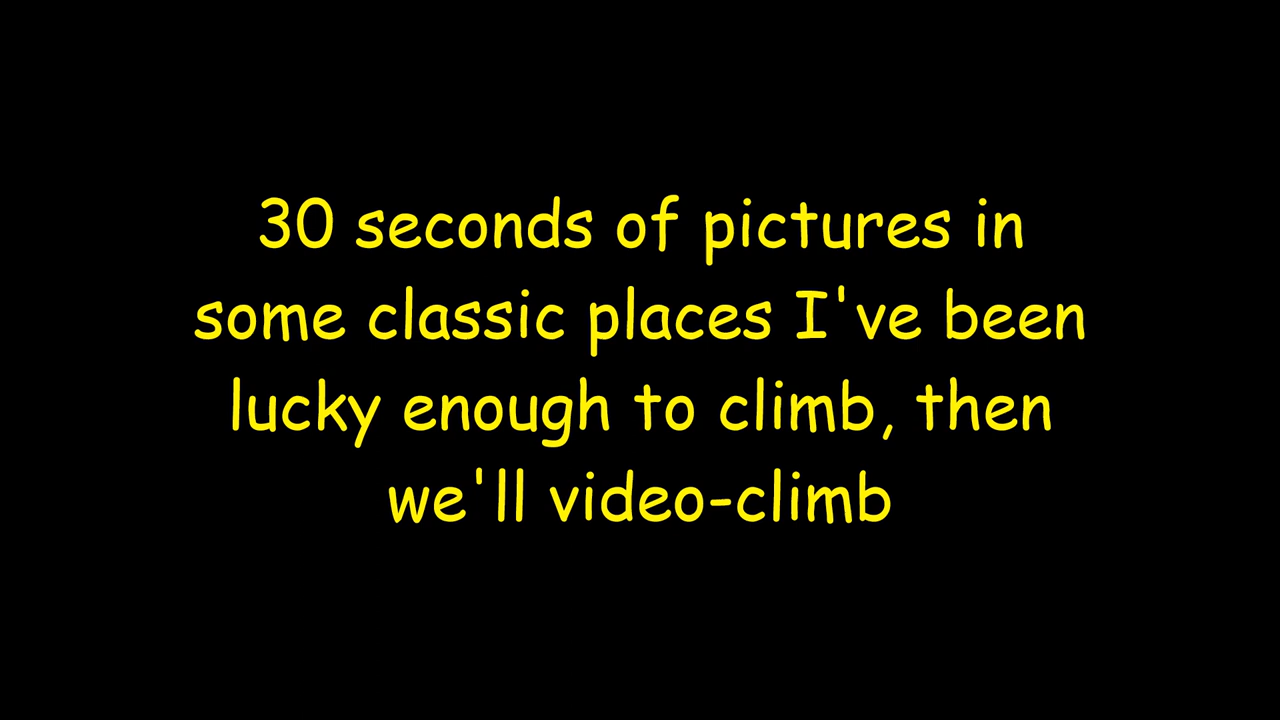 30 seconds of pictures in
some classic places I've been
lucky enough to climb, then
we'll video-climb